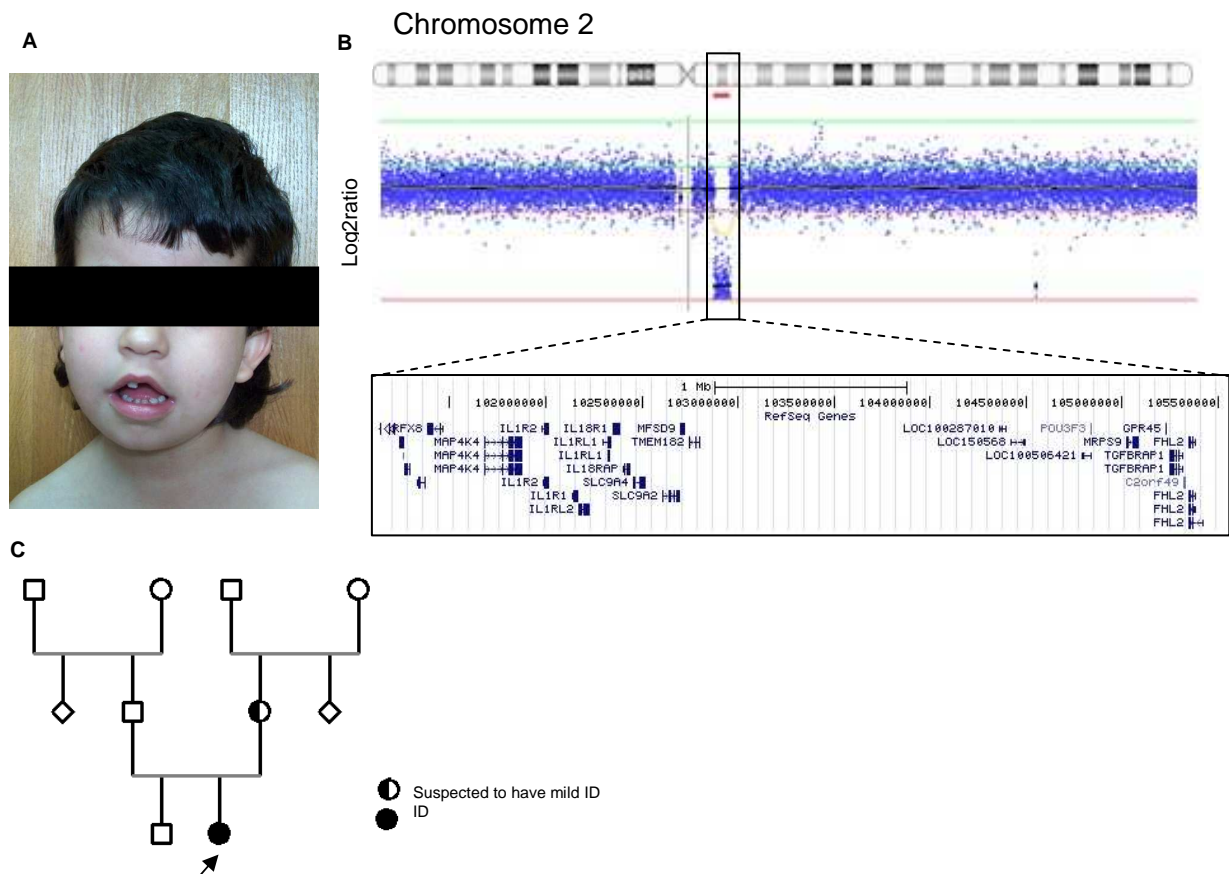 Chromosome 2
A
B
Log2ratio
1 Mb
102000000| 102500000| 103000000| 103500000| 104000000| 104500000| 105000000| 105500000|
RefSeq Genes
RFX8 IL1R2 IL18R1 MFSD9 LOC100287010 POU3F3 GPR45
MAP4K4 IL1RL1 TMEM182 LOC150568 MRPS9 FHL2
MAP4K4 IL1RL1 LOC100506421 TGFBRAP1
MAP4K4 IL18RAP TGFBRAP1
IL1R2 SLC9A4 C2orf49
IL1R1 SLC9A2 FHL2
IL1RL2 FHL2
FHL2
C
Suspected to have mild ID
ID